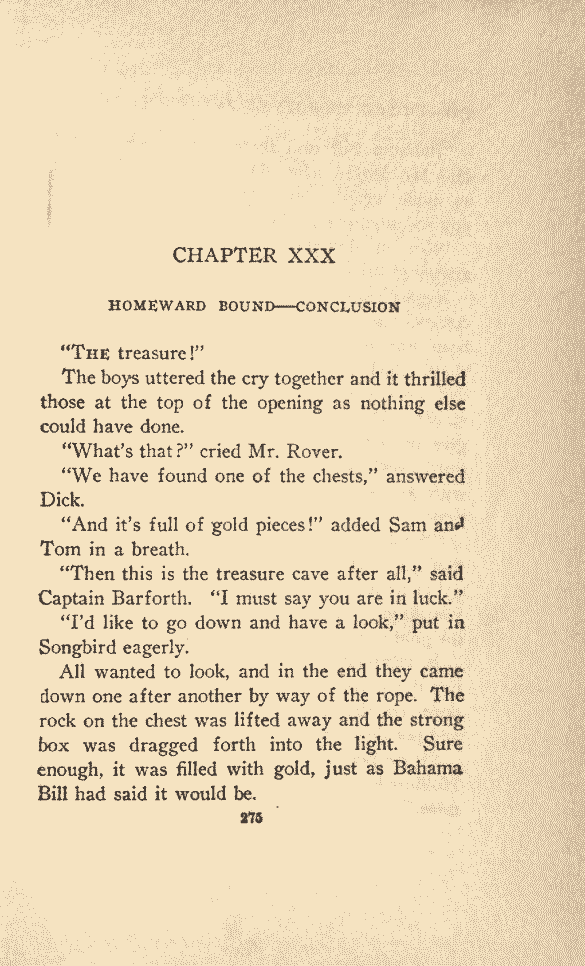 CHAPTER XXX
HOMEWARD BOUND—CONCLUSION
“THE treasure!”
The boys uttered the cry together and it thrilled
those at the top of the opening as nothing else
could have done.
“What’s that?” cried Mr. Rover.
“We have found one of the chests,” answered
Dick.
“And it’s full of gold pieces!” added Sam and
Tom in a breath.
“Then this is the treasure cave after all,” said
Captain Barforth. “I must say you are in luck.”
“I’d like to go down and have a look,” put in
Songbird eagerly.
All wanted to look, and in the end they came
down one after another by way of the rope. The
rock on the chest was lifted away and the strong
box was dragged forth into the light. Sure
enough, it was filled with gold, just as Bahama
Bill had said it would be.
275